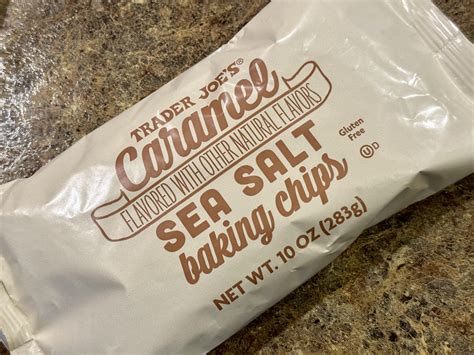 TRADER JOE'S®
Caramel
FLAVORED WITH OTHER NATURAL FLAVORS
SEA SALT
baking chips
NET WT. 10 OZ (283g)
Gluten
Free
U D